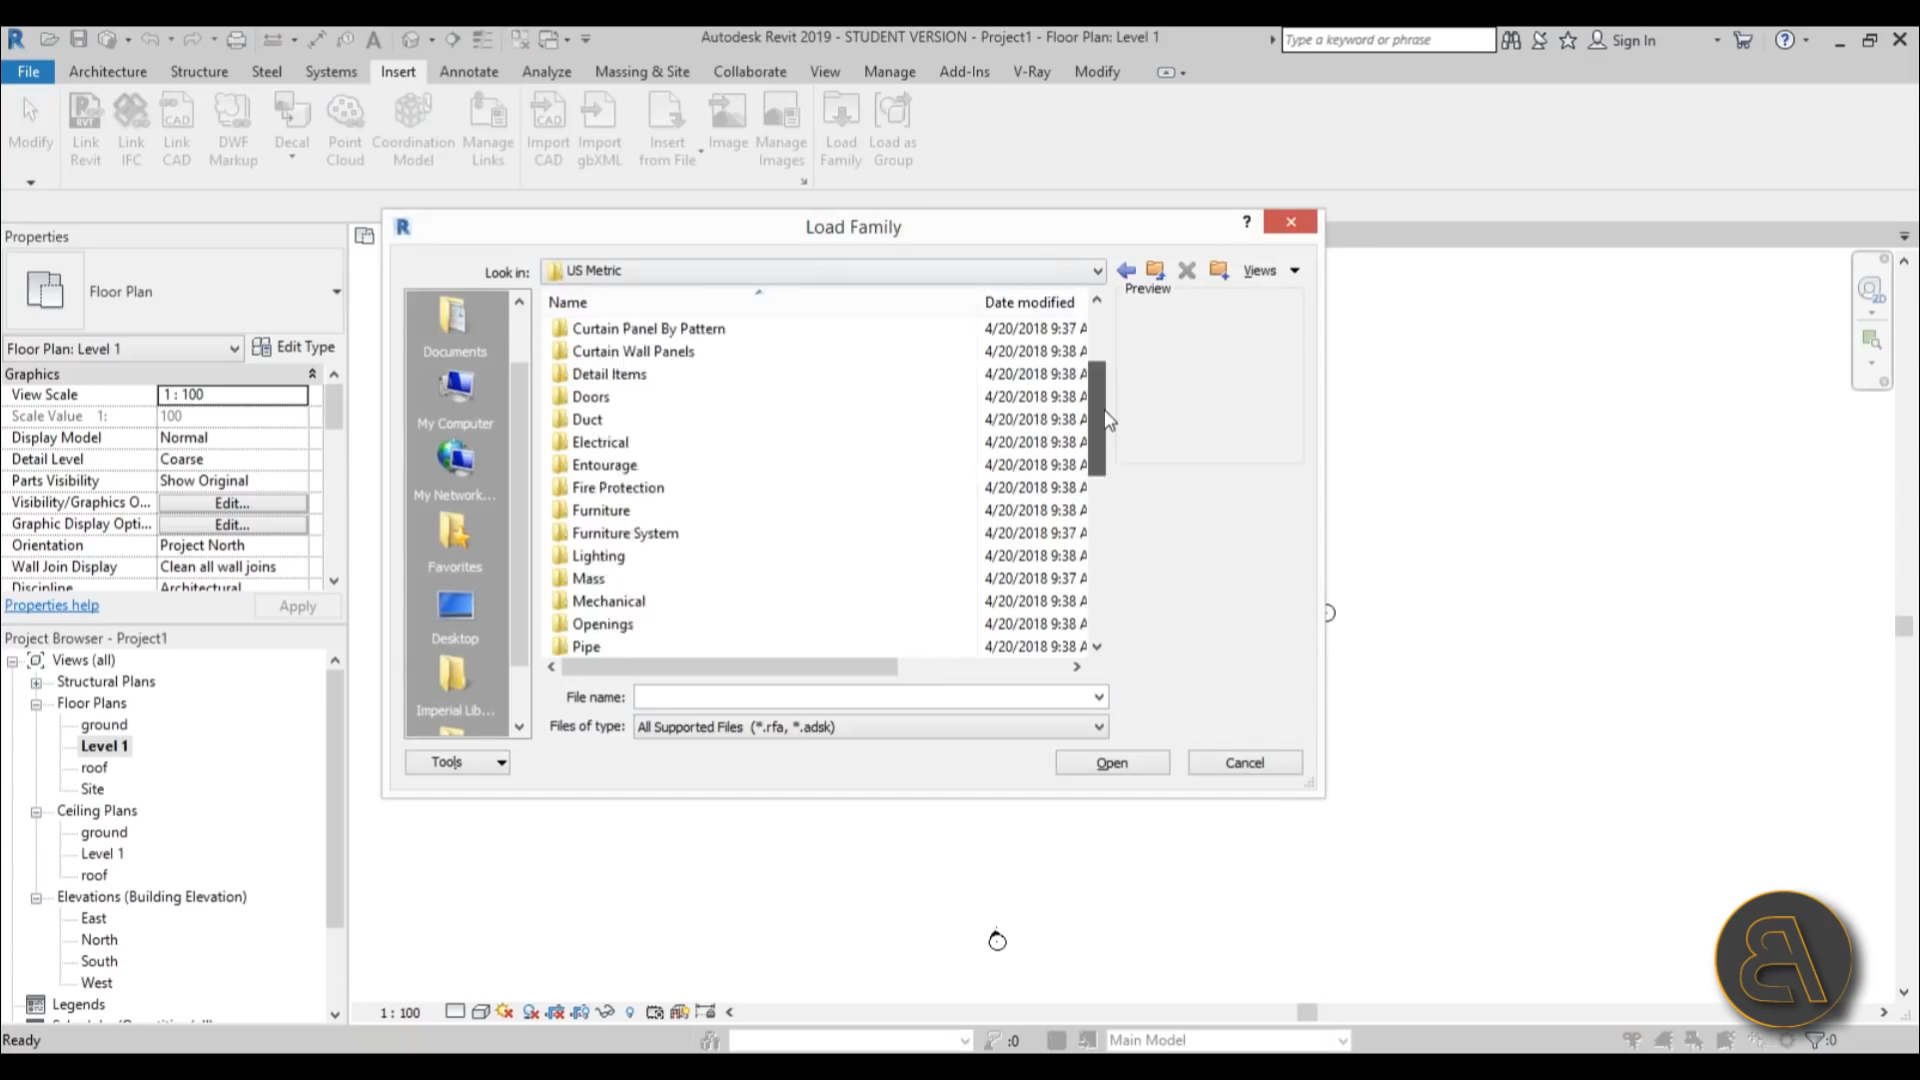 Autodesk Revit 2019 - STUDENT VERSION - Project1 - Floor Plan: Level 1
Type a keyword or phrase
Sign In
File Architecture Structure Steel Systems Insert Annotate Analyze Massing & Site Collaborate View Manage Add-Ins V-Ray Modify
Modify
Link Revit
Link IFC
Link CAD
DWF Markup
Decal
Point Cloud
Coordination Model
Manage Links
Import CAD
Import gbXML
Insert from File
Image
Manage Images
Load Family
Load as Group
Properties
Floor Plan
Floor Plan: Level 1
Edit Type
Graphics
View Scale 1 : 100
Scale Value 1: 100
Display Model Normal
Detail Level Coarse
Parts Visibility Show Original
Visibility/Graphics O... Edit...
Graphic Display Opti... Edit...
Orientation Project North
Wall Join Display Clean all wall joins
Discipline Architectural
Properties help
Apply
Project Browser - Project1
Views (all)
Structural Plans
Floor Plans
ground
Level 1
roof
Site
Ceiling Plans
ground
Level 1
roof
Elevations (Building Elevation)
East
North
South
West
Legends
Load Family
?
Look in: US Metric
Views
Documents
My Computer
My Network...
Favorites
Desktop
Imperial Lib...
Name Date modified
Curtain Panel By Pattern 4/20/2018 9:37 A
Curtain Wall Panels 4/20/2018 9:38 A
Detail Items 4/20/2018 9:38 A
Doors 4/20/2018 9:38 A
Duct 4/20/2018 9:38 A
Electrical 4/20/2018 9:38 A
Entourage 4/20/2018 9:38 A
Fire Protection 4/20/2018 9:38 A
Furniture 4/20/2018 9:38 A
Furniture System 4/20/2018 9:37 A
Lighting 4/20/2018 9:38 A
Mass 4/20/2018 9:37 A
Mechanical 4/20/2018 9:38 A
Openings 4/20/2018 9:38 A
Pipe 4/20/2018 9:38 A
Preview
File name:
Files of type: All Supported Files (*.rfa, *.adsk)
Tools
Open
Cancel
1 : 100
Ready
:0
Main Model
:0